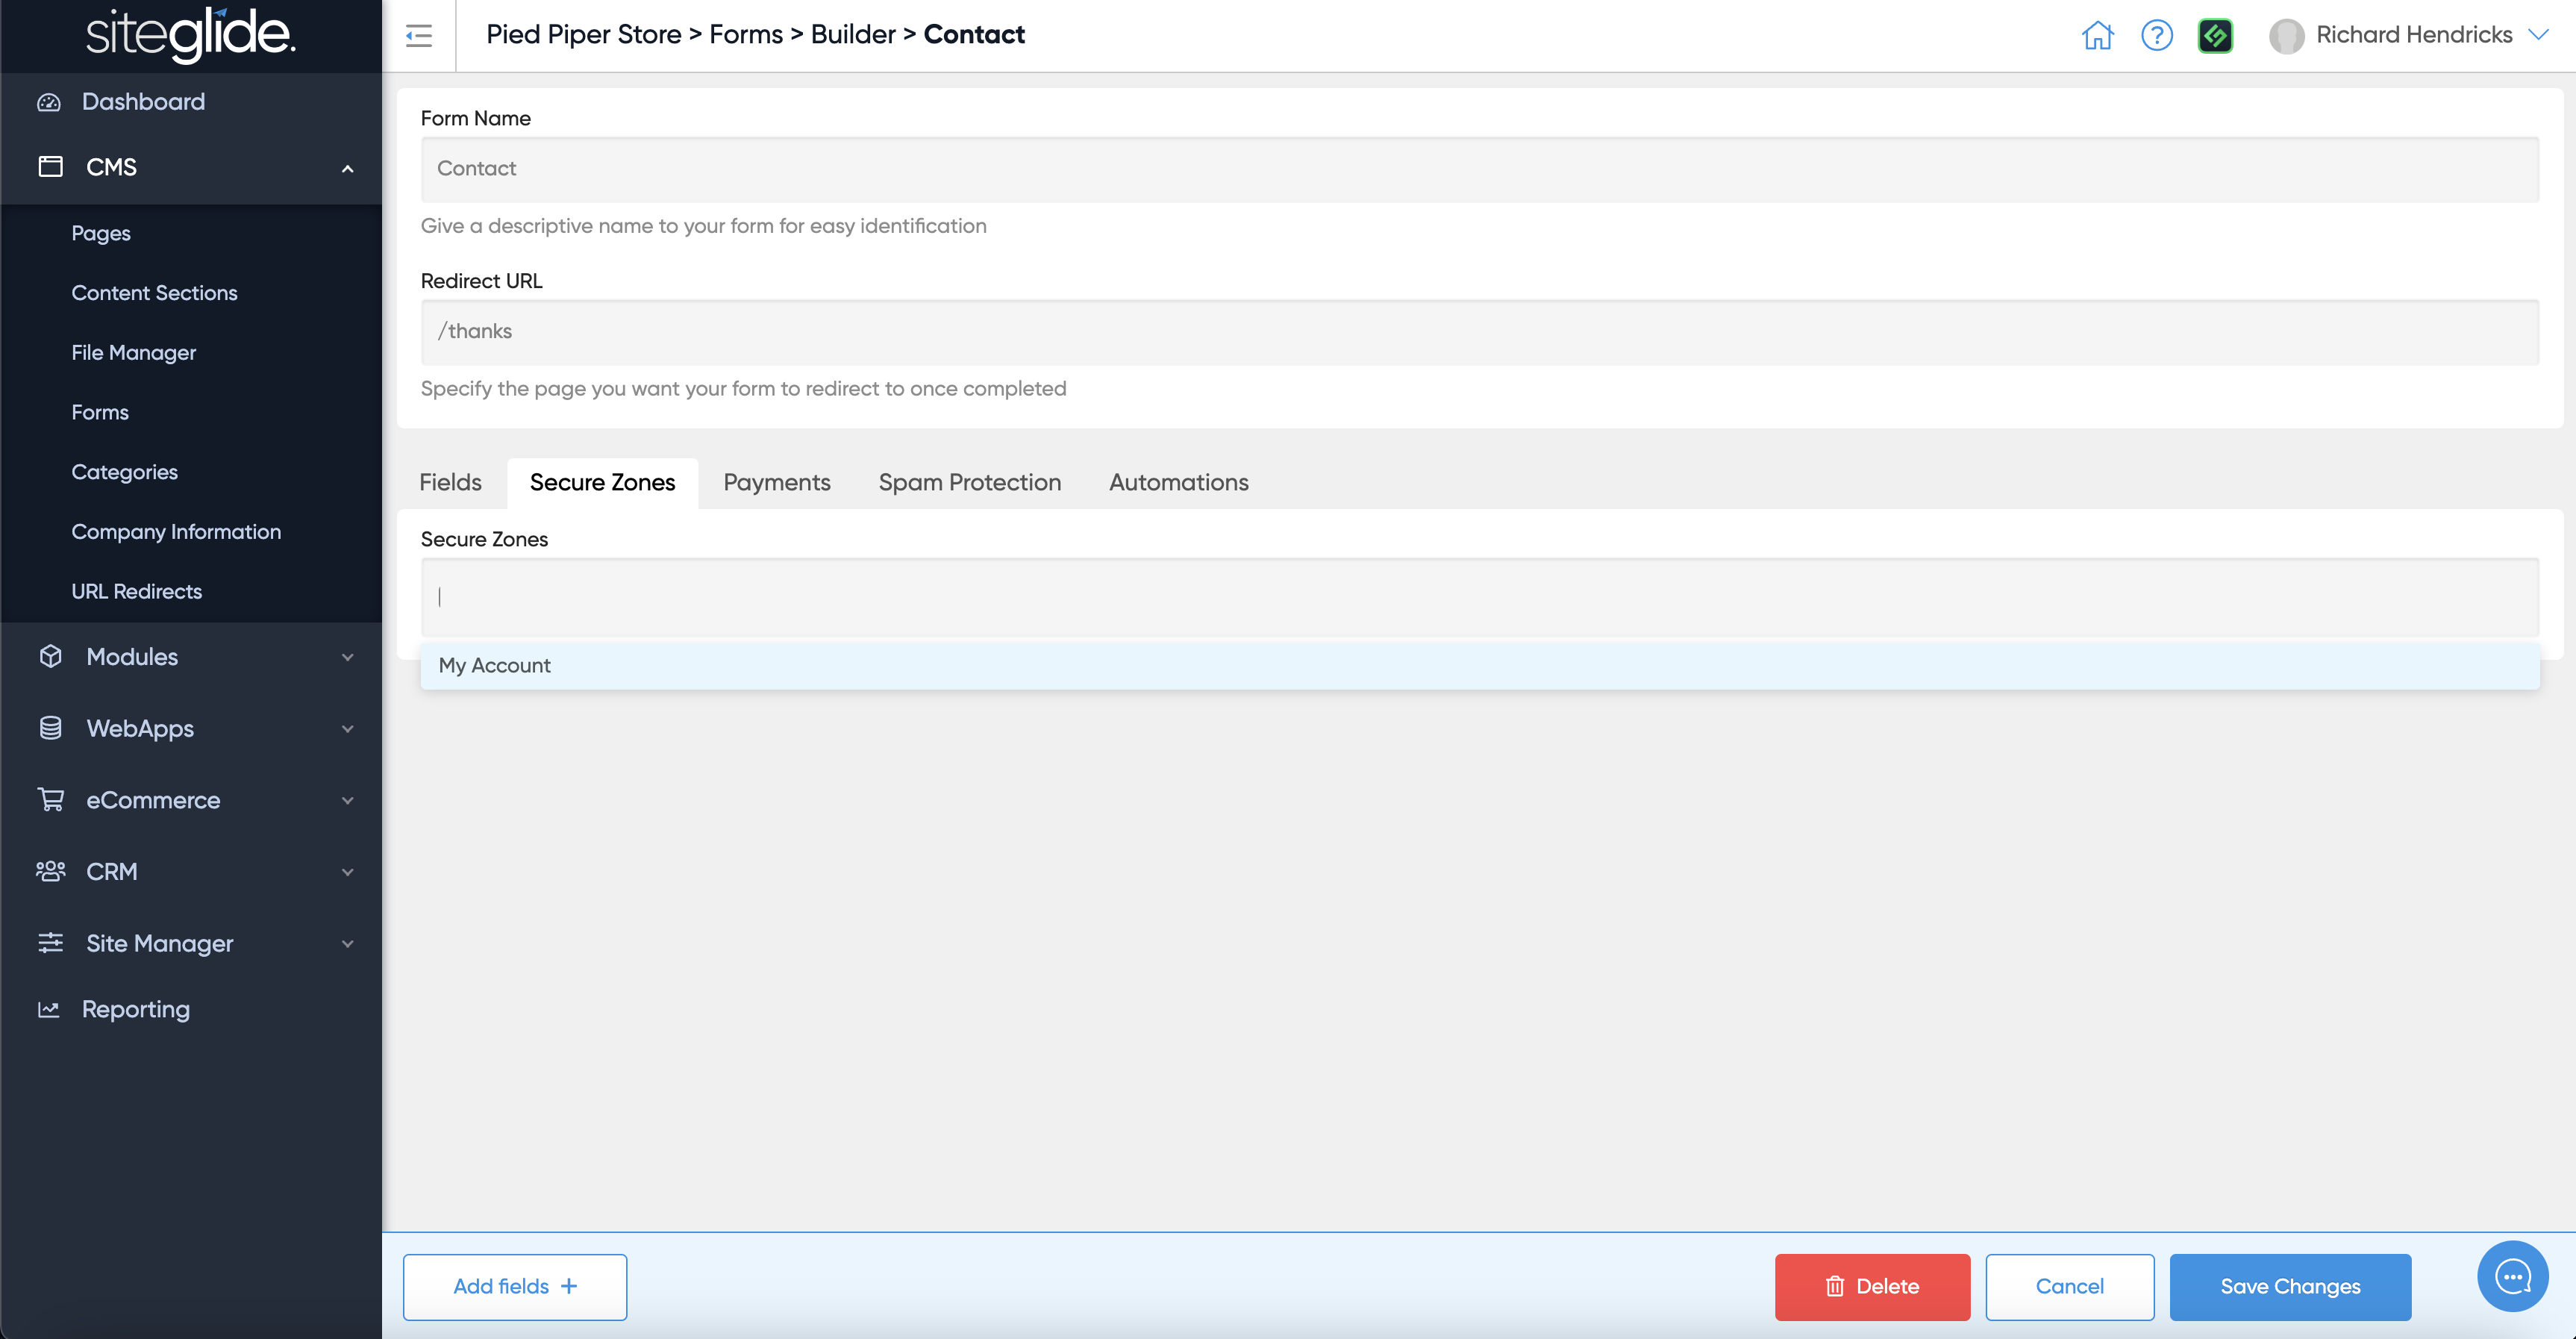 siteglide.
Pied Piper Store > Forms > Builder > Contact
Richard Hendricks
Dashboard
CMS
Pages
Content Sections
File Manager
Forms
Categories
Company Information
URL Redirects
Modules
WebApps
eCommerce
CRM
Site Manager
Reporting
Form Name
Contact
Give a descriptive name to your form for easy identification
Redirect URL
/thanks
Specify the page you want your form to redirect to once completed
Fields Secure Zones Payments Spam Protection Automations
Secure Zones
My Account
Add fields +
Delete
Cancel
Save Changes